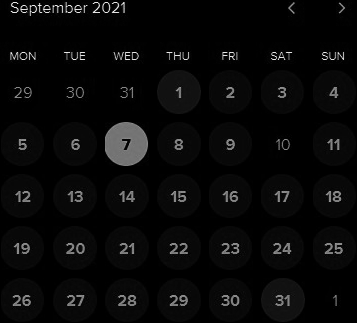 September 2021
MON TUE WED THU FRI SAT SUN
29 30 31 1 2 3 4
5 6 7 8 9 10 11
12 13 14 15 16 17 18
19 20 21 22 23 24 25
26 27 28 29 30 31 1